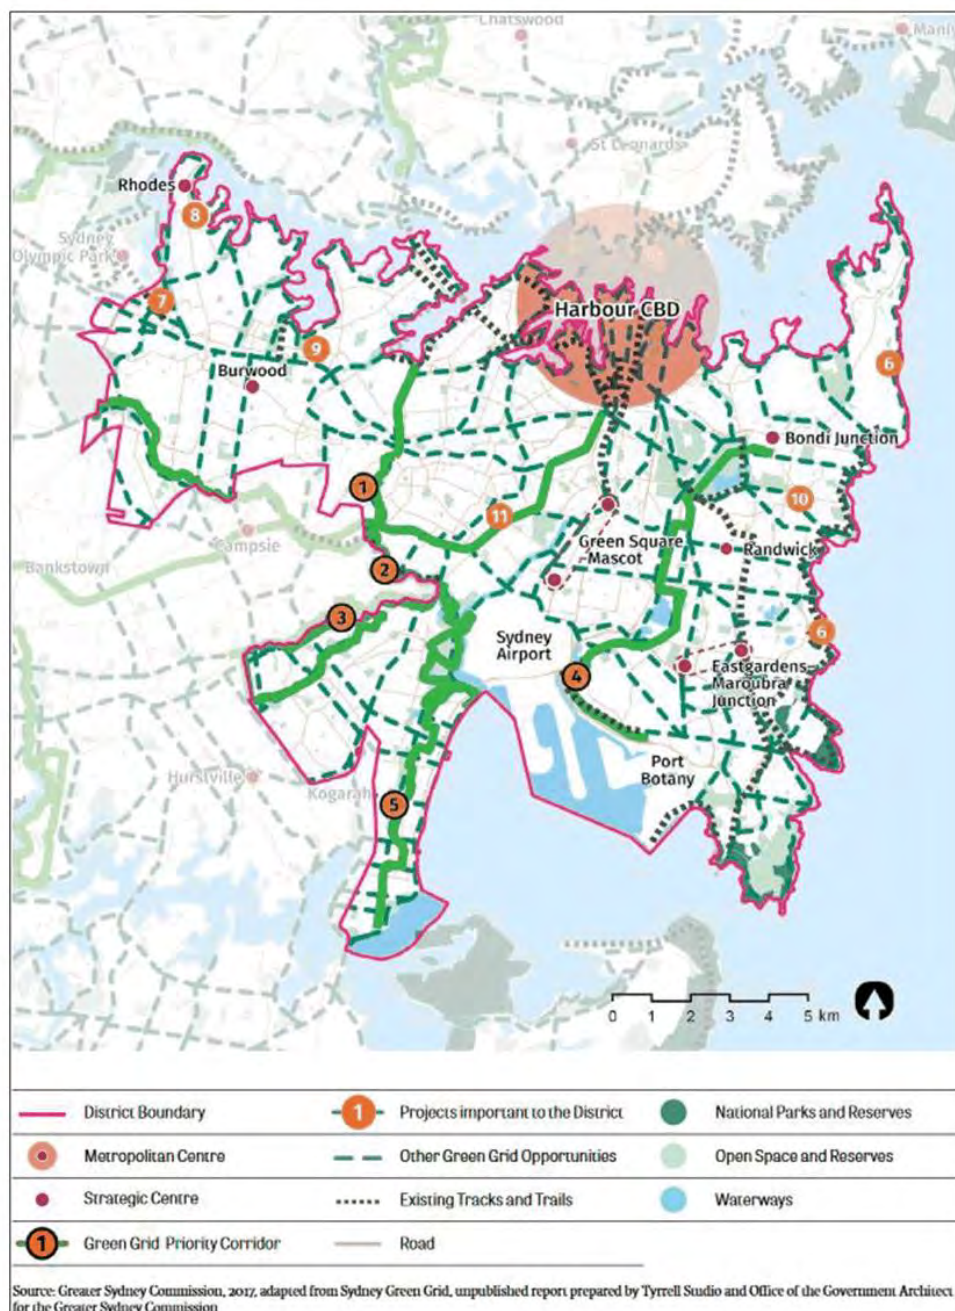 Chatswood
Manly
St Leonards
Rhodes
8
Sydney
Olympic Park
7
Harbour CBD
9
6
Burwood
Bondi Junction
1
10
11
Green Square
Mascot
Randwick
Campsie
Bankstown
2
3
6
Sydney
Airport
4
Eastgardens-
Maroubra
Junction
Port
Botany
Hurstville
Kogarah
5
0 1 2 3 4 5 km
District Boundary
1 Projects important to the District
National Parks and Reserves
Metropolitan Centre
Other Green Grid Opportunities
Open Space and Reserves
Strategic Centre
Existing Tracks and Trails
Waterways
1 Green Grid Priority Corridor
Road
Source: Greater Sydney Commission, 2017, adapted from Sydney Green Grid, unpublished report prepared by Tyrrell Sudio and Office of the Government Architect
for the Greater Sydney Commission